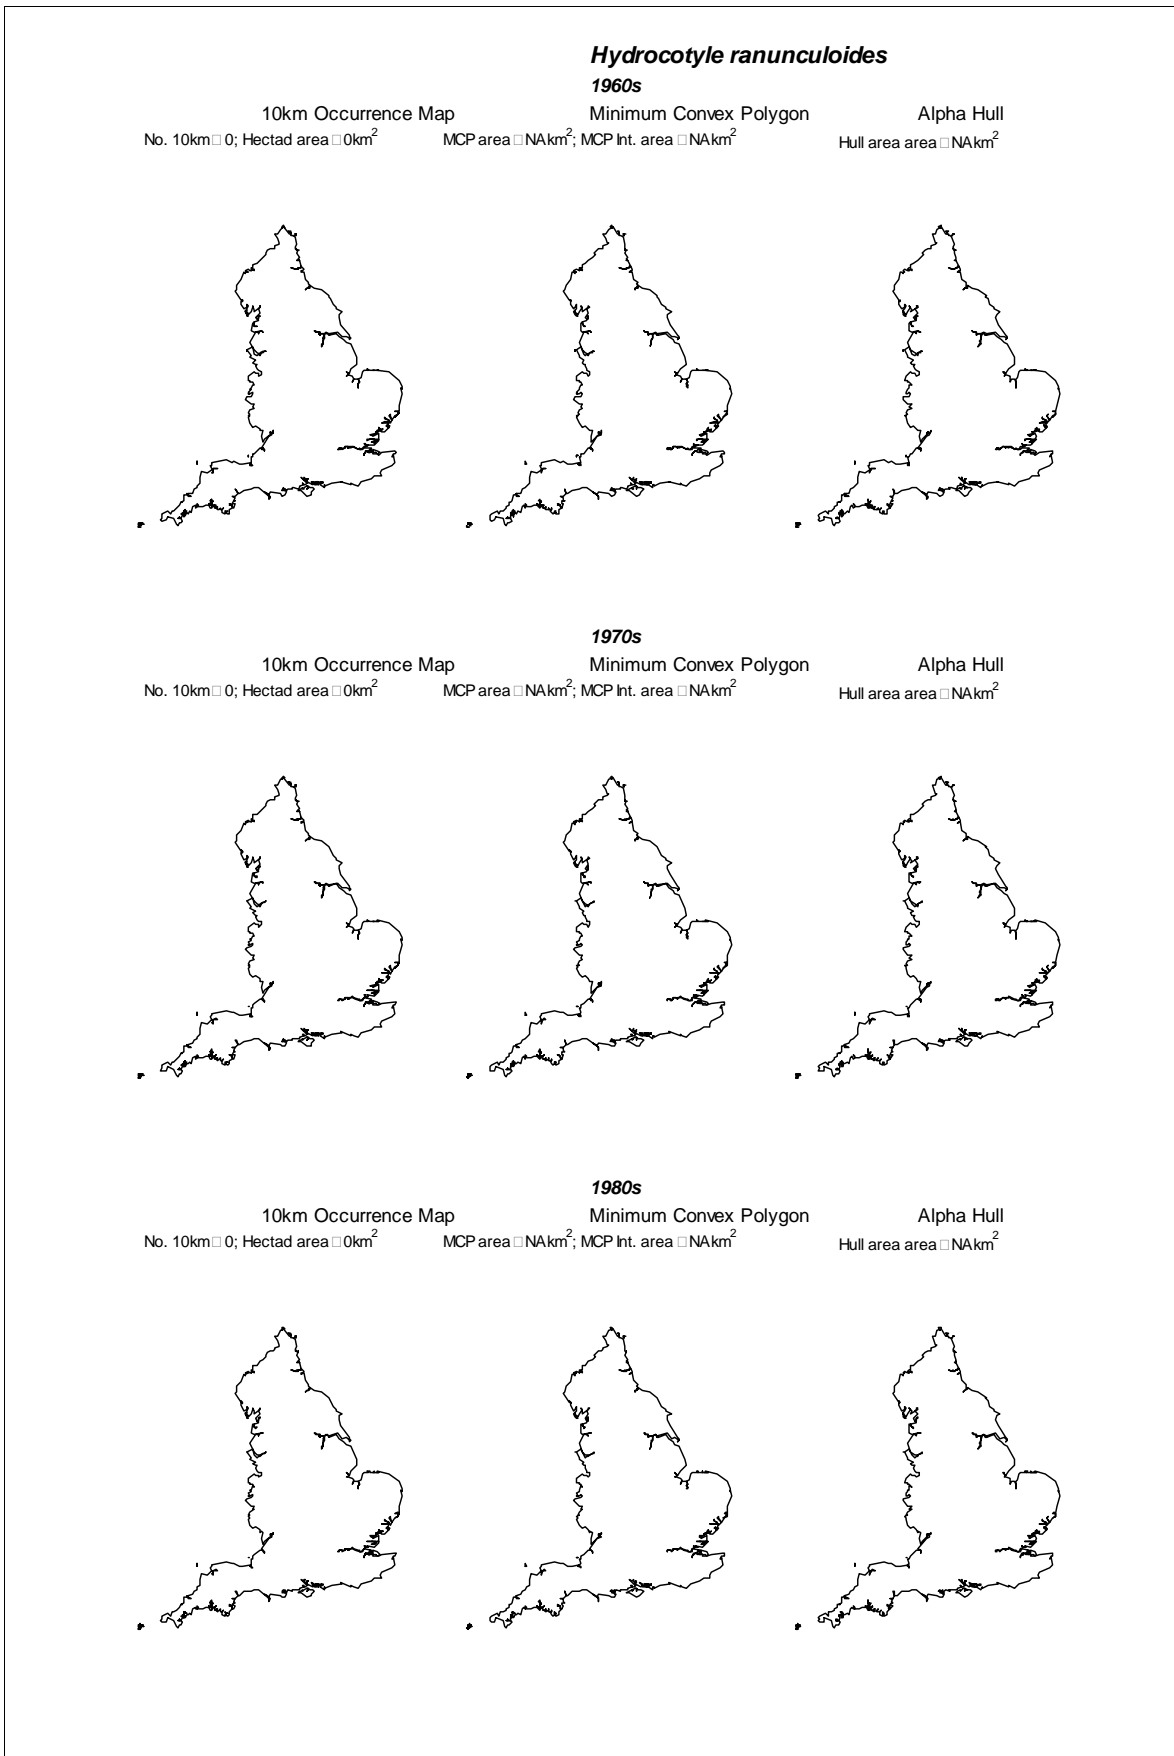 Hydrocotyle ranunculoides
1960s
10km Occurrence Map Minimum Convex Polygon Alpha Hull
No. 10km□0; Hectad area□0km² MCP area□NAkm²; MCP Int. area□NAkm² Hull area area□NAkm²
1970s
10km Occurrence Map Minimum Convex Polygon Alpha Hull
No. 10km□0; Hectad area□0km² MCP area□NAkm²; MCP Int. area□NAkm² Hull area area□NAkm²
1980s
10km Occurrence Map Minimum Convex Polygon Alpha Hull
No. 10km□0; Hectad area□0km² MCP area□NAkm²; MCP Int. area□NAkm² Hull area area□NAkm²